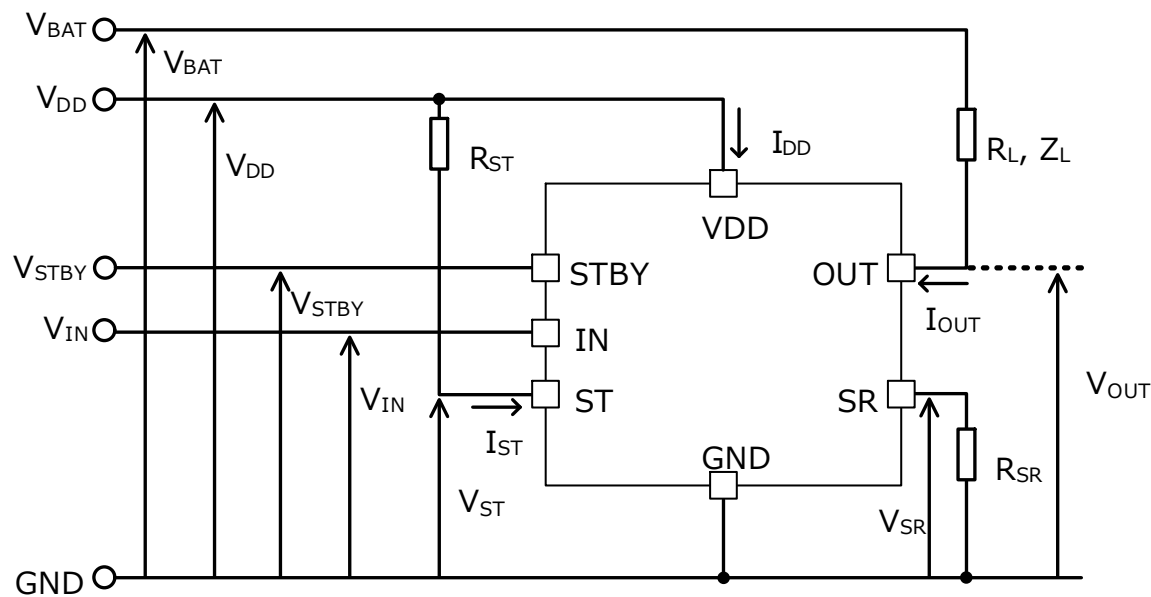 VBAT
VBAT
VDD
IDD
RL, ZL
RST
VDD
VDD
VSTBY
STBY
OUT
VSTBY
IOUT
VIN
IN
VOUT
VIN
ST
SR
IST
GND
RSR
VST
VSR
GND